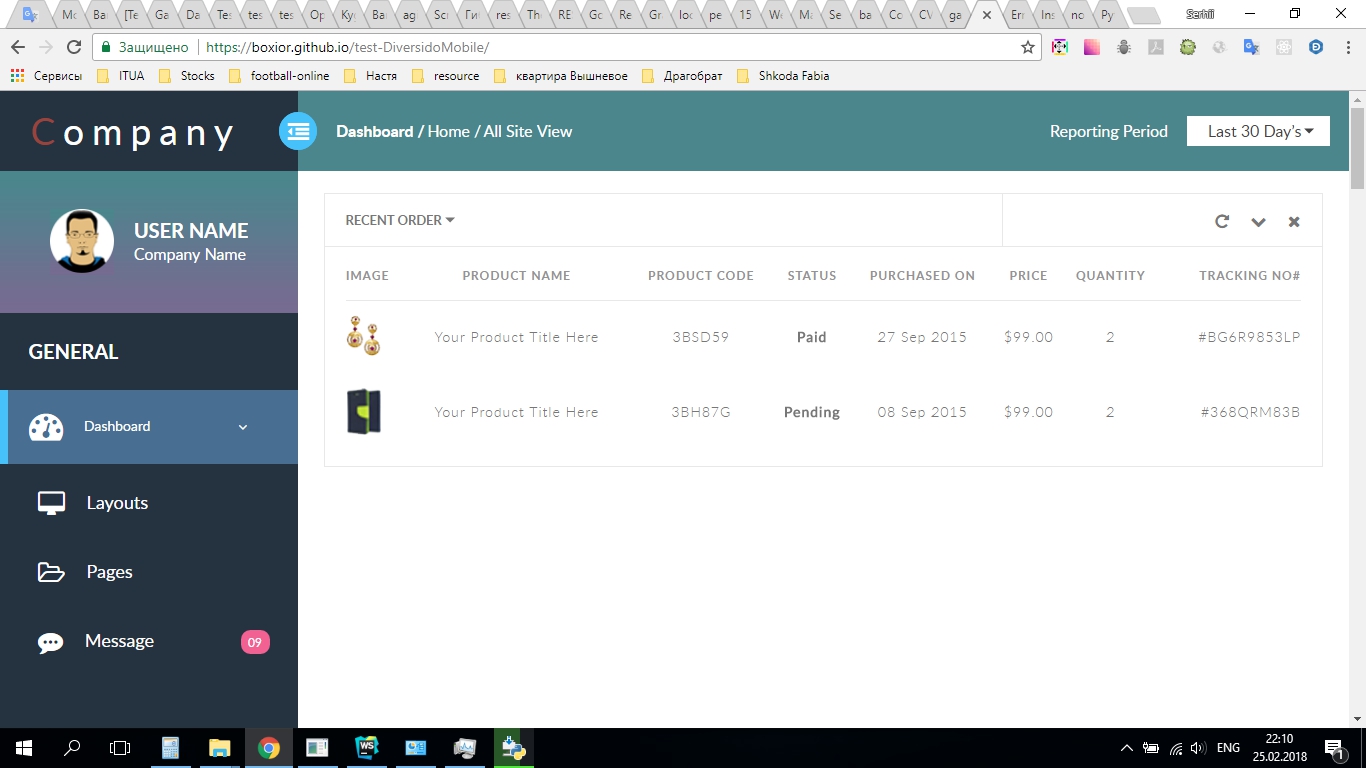 Mc Ba [Te Ga Da Te: tes tes Op Ку Ba ag Sc Ги res Th RE Gc Re Gr loc pe 15 We Ma Se ba Co CV ga Err Ins no Py Serhii
Защищено https://boxior.github.io/test-DiversidoMobile/
Сервисы ITUA Stocks football-online Настя resource квартира Вышневое Драгобрат Shkoda Fabia
Company Dashboard / Home / All Site View Reporting Period Last 30 Day's
USER NAME
Company Name
GENERAL
Dashboard
Layouts
Pages
Message 09
RECENT ORDER
IMAGE PRODUCT NAME PRODUCT CODE STATUS PURCHASED ON PRICE QUANTITY TRACKING NO#
Your Product Title Here 3BSD59 Paid 27 Sep 2015 $99.00 2 #BG6R9853LP
Your Product Title Here 3BH87G Pending 08 Sep 2015 $99.00 2 #368QRM83B
WS ENG 22:10
25.02.2018
1